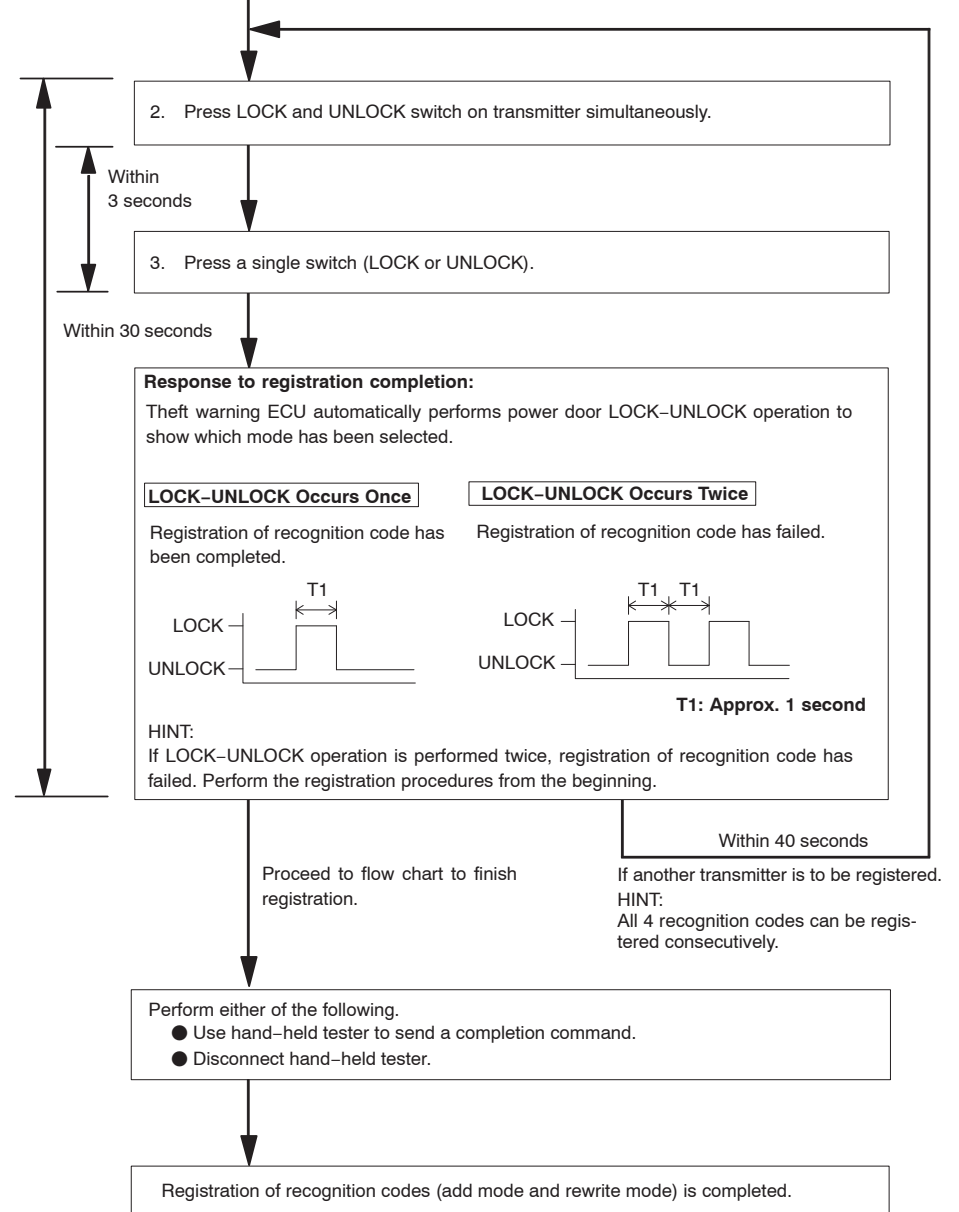 2. Press LOCK and UNLOCK switch on transmitter simultaneously.
Within
3 seconds
3. Press a single switch (LOCK or UNLOCK).
Within 30 seconds
Response to registration completion:
Theft warning ECU automatically performs power door LOCK–UNLOCK operation to
show which mode has been selected.
LOCK–UNLOCK Occurs Once
Registration of recognition code has
been completed.
T1
LOCK
UNLOCK
LOCK–UNLOCK Occurs Twice
Registration of recognition code has failed.
T1 T1
LOCK
UNLOCK
T1: Approx. 1 second
HINT:
If LOCK–UNLOCK operation is performed twice, registration of recognition code has
failed. Perform the registration procedures from the beginning.
Within 40 seconds
Proceed to flow chart to finish
registration.
If another transmitter is to be registered.
HINT:
All 4 recognition codes can be regis-
tered consecutively.
Perform either of the following.
● Use hand–held tester to send a completion command.
● Disconnect hand–held tester.
Registration of recognition codes (add mode and rewrite mode) is completed.